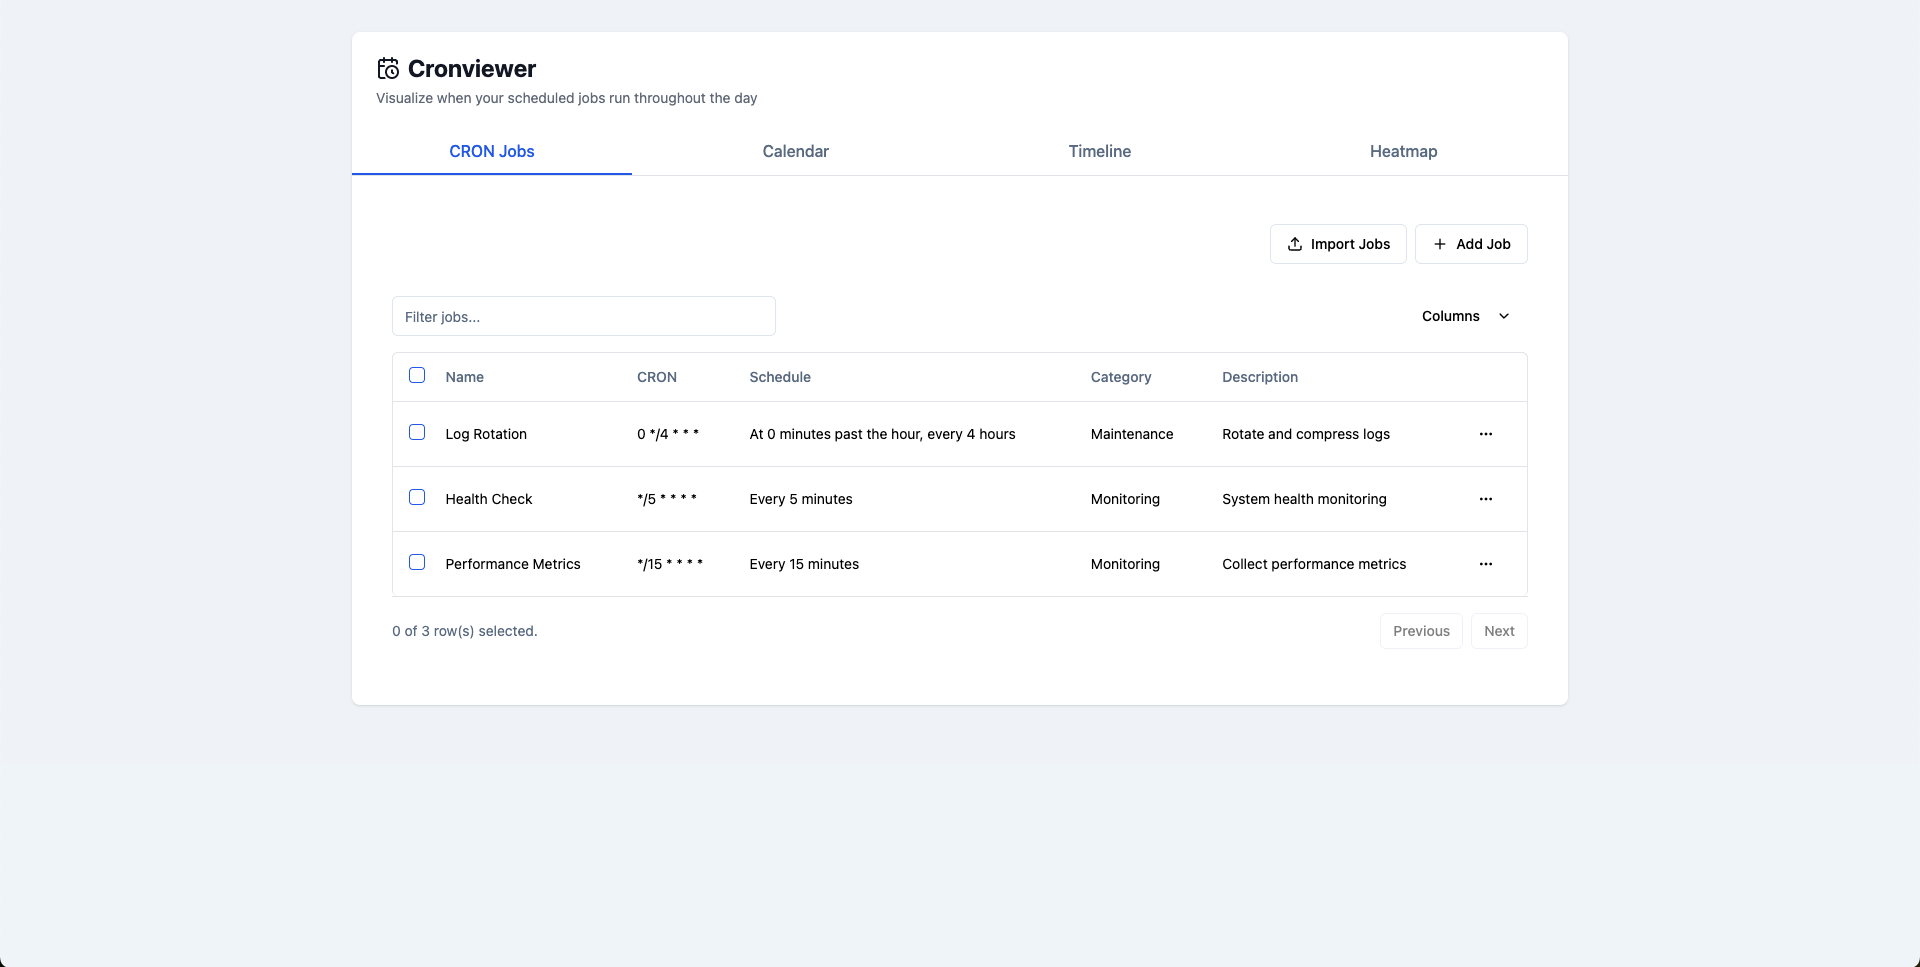 Cronviewer
Visualize when your scheduled jobs run throughout the day
CRON Jobs Calendar Timeline Heatmap
Import Jobs Add Job
Filter jobs... Columns
Name CRON Schedule Category Description
Log Rotation 0 */4 * * * At 0 minutes past the hour, every 4 hours Maintenance Rotate and compress logs
Health Check */5 * * * * Every 5 minutes Monitoring System health monitoring
Performance Metrics */15 * * * * Every 15 minutes Monitoring Collect performance metrics
0 of 3 row(s) selected. Previous Next